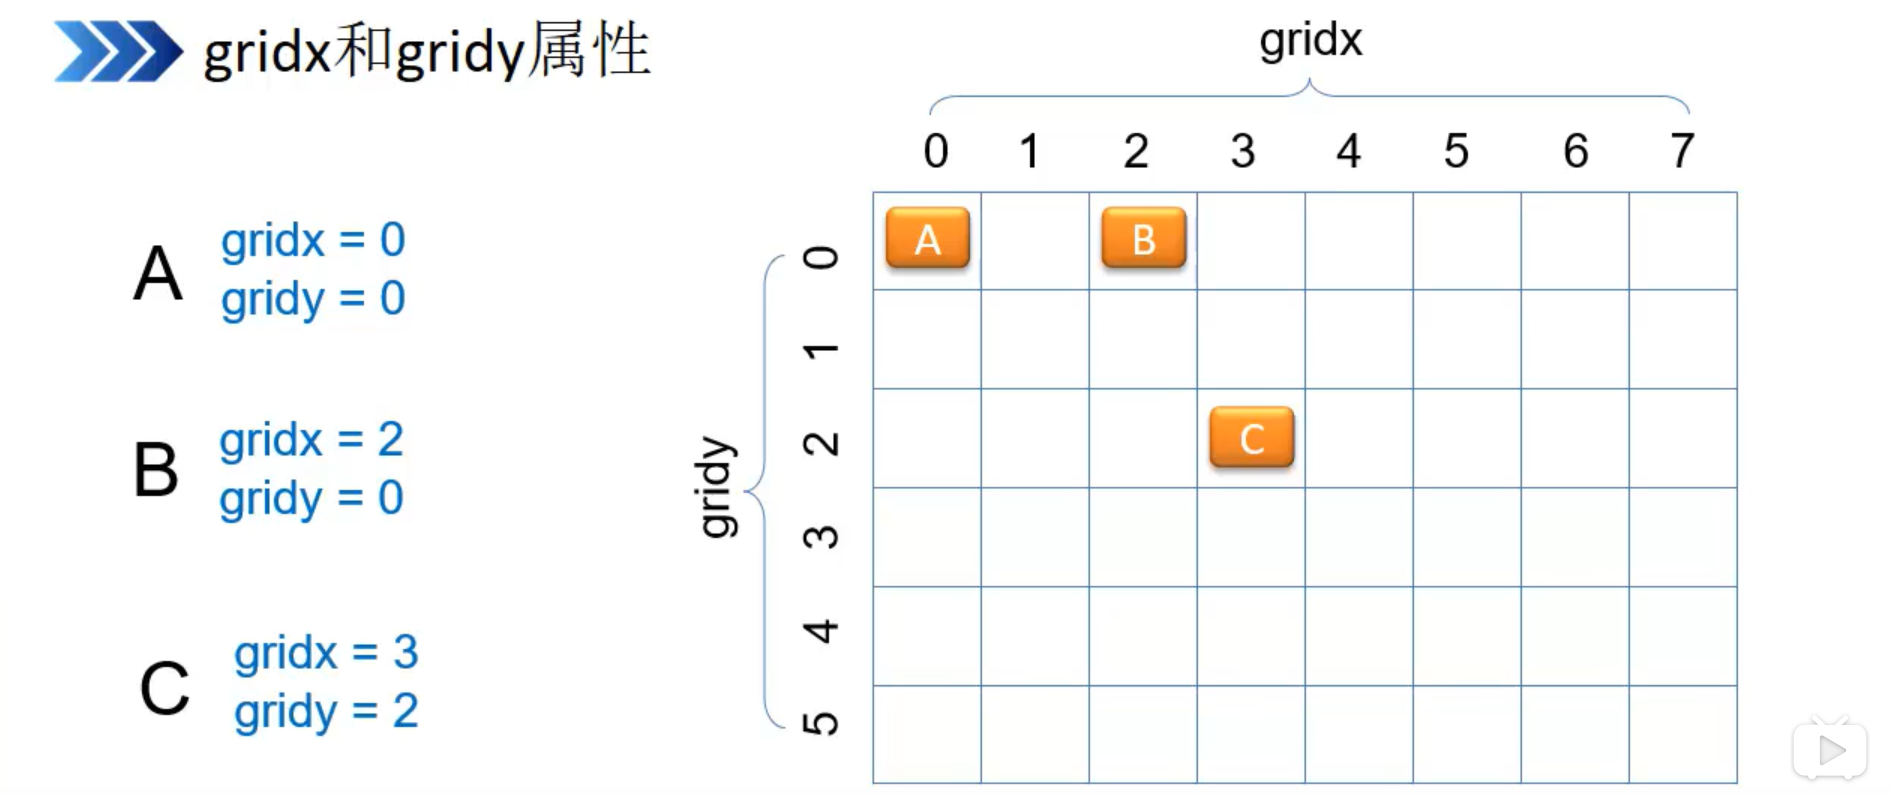 gridx和gridy属性
A
gridx = 0
gridy = 0
B
gridx = 2
gridy = 0
C
gridx = 3
gridy = 2
gridx
0 1 2 3 4 5 6 7
gridy
0
1
2
3
4
5
A B
C